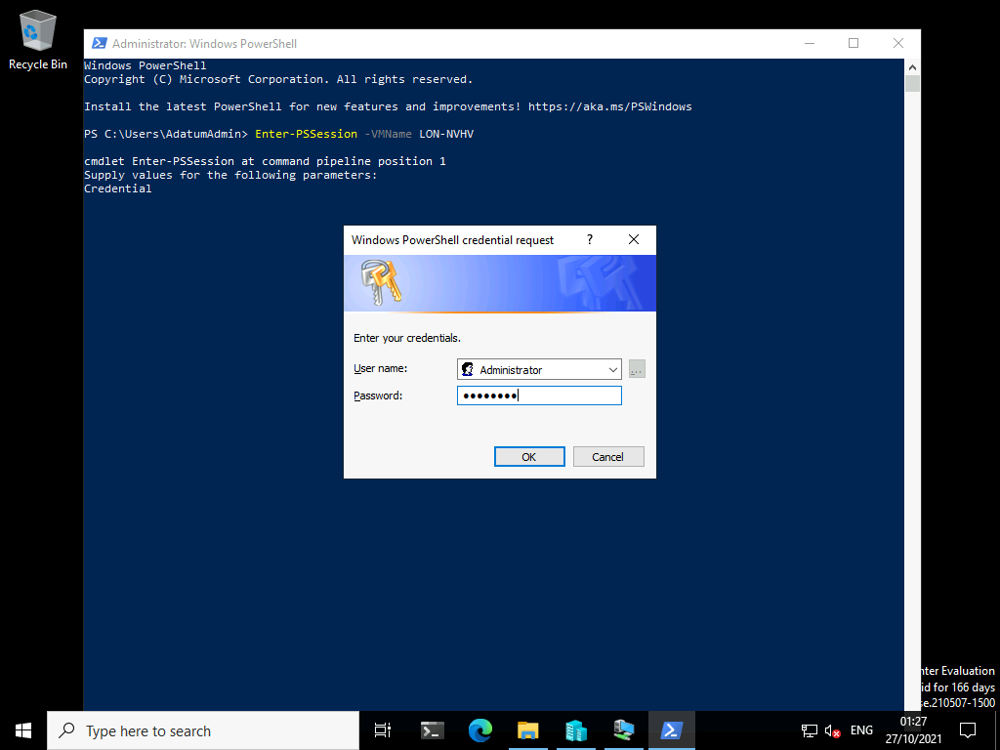 Recycle Bin
Administrator: Windows PowerShell
Windows PowerShell
Copyright (C) Microsoft Corporation. All rights reserved.
Install the latest PowerShell for new features and improvements! https://aka.ms/PSWindows
PS C:\Users\AdatumAdmin> Enter-PSSession -VMName LON-NVHV
cmdlet Enter-PSSession at command pipeline position 1
Supply values for the following parameters:
Credential
Windows PowerShell credential request
?
Enter your credentials.
User name:
Administrator
...
Password:
●●●●●●●●
OK
Cancel
nter Evaluation
id for 166 days
se.210507-1500
Type here to search
ENG
01:27
27/10/2021